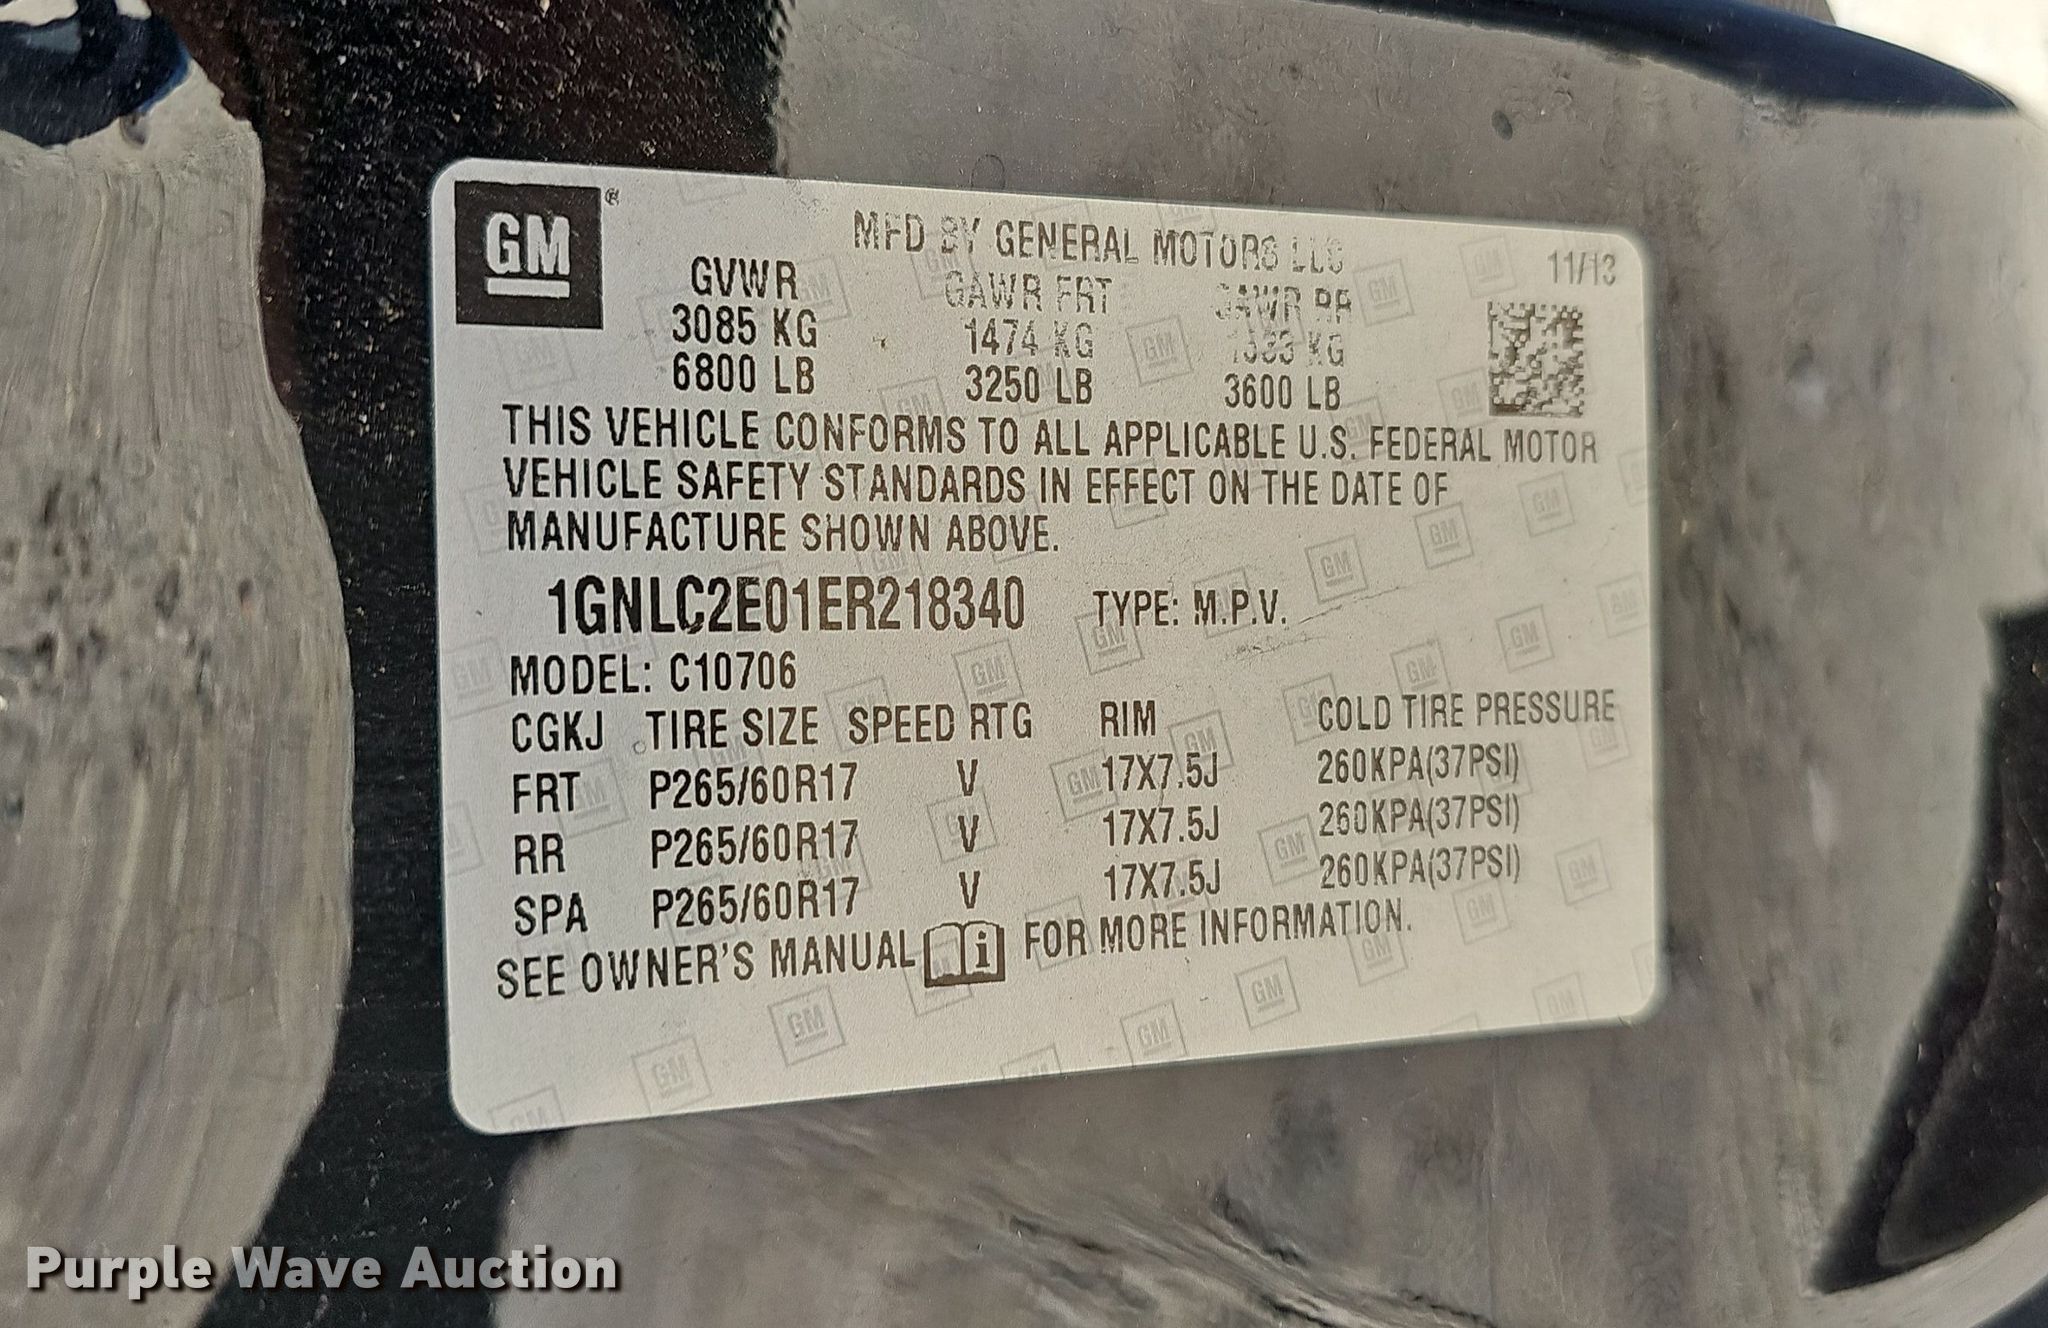 GM
MFD BY GENERAL MOTORS LLC
11/13
GVWR GAWR FRT GAWR RR
3085 KG 1474 KG KG
6800 LB 3250 LB 3600 LB
THIS VEHICLE CONFORMS TO ALL APPLICABLE U.S. FEDERAL MOTOR
VEHICLE SAFETY STANDARDS IN EFFECT ON THE DATE OF
MANUFACTURE SHOWN ABOVE.
1GNLC2E01ER218340 TYPE: M.P.V.
MODEL: C10706
CGKJ TIRE SIZE SPEED RTG RIM COLD TIRE PRESSURE
FRT P265/60R17 V 17X7.5J 260KPA(37PSI)
RR P265/60R17 V 17X7.5J 260KPA(37PSI)
SPA P265/60R17 V 17X7.5J 260KPA(37PSI)
SEE OWNER'S MANUAL i FOR MORE INFORMATION.
Purple Wave Auction